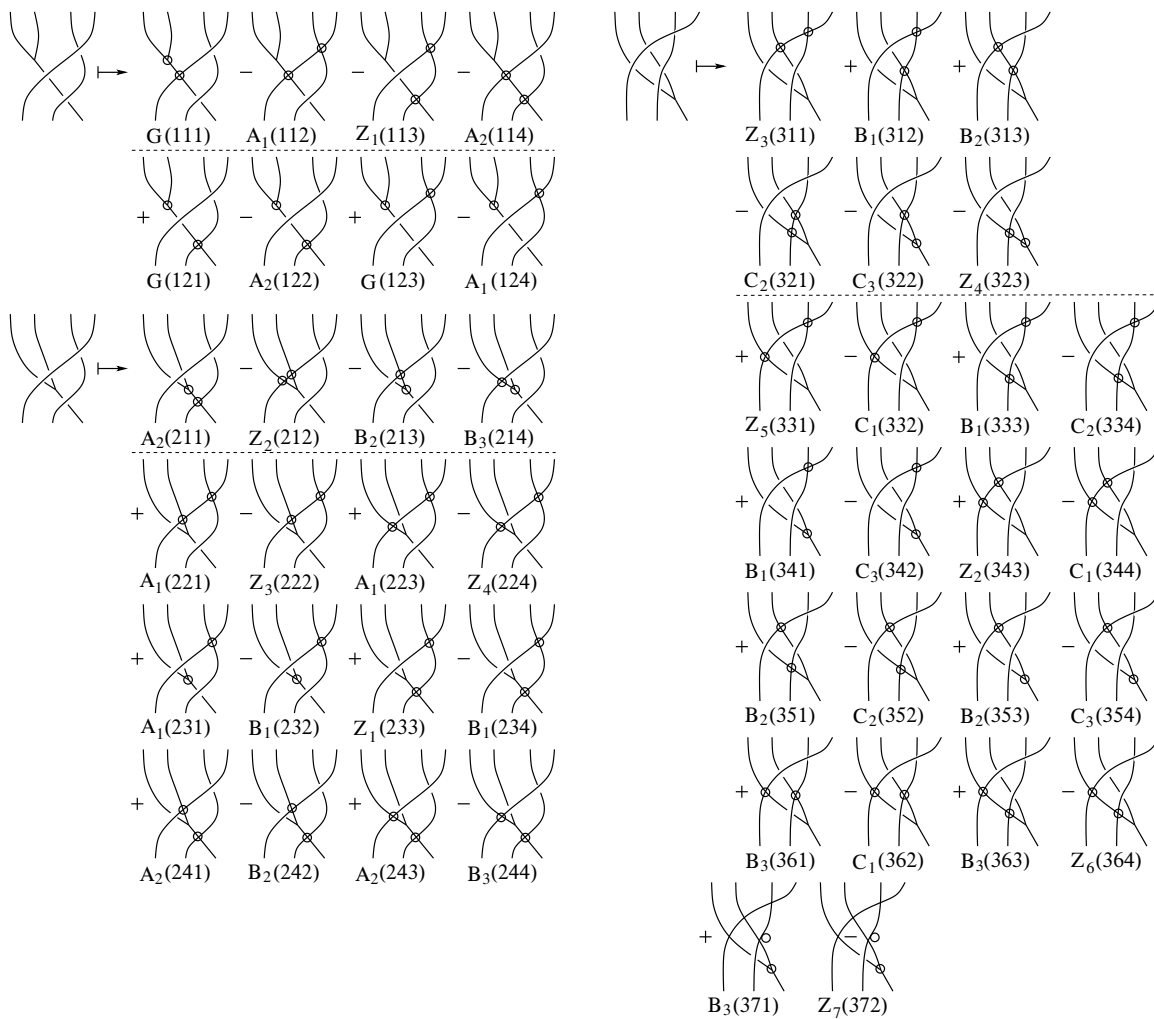 G(111) − A₁(112) − Z₁(113) − A₂(114)
+ G(121) − A₂(122) + G(123) − A₁(124)
A₂(211) − Z₂(212) − B₂(213) − B₃(214)
+ A₁(221) − Z₃(222) + A₁(223) − Z₄(224)
+ A₁(231) − B₁(232) + Z₁(233) − B₁(234)
+ A₂(241) − B₂(242) + A₂(243) − B₃(244)
Z₃(311) + B₁(312) + B₂(313)
− C₂(321) − C₃(322) − Z₄(323)
+ Z₅(331) − C₁(332) + B₁(333) − C₂(334)
+ B₁(341) − C₃(342) + Z₂(343) − C₁(344)
+ B₂(351) − C₂(352) + B₂(353) − C₃(354)
+ B₃(361) − C₁(362) + B₃(363) − Z₆(364)
+ B₃(371) − Z₇(372)